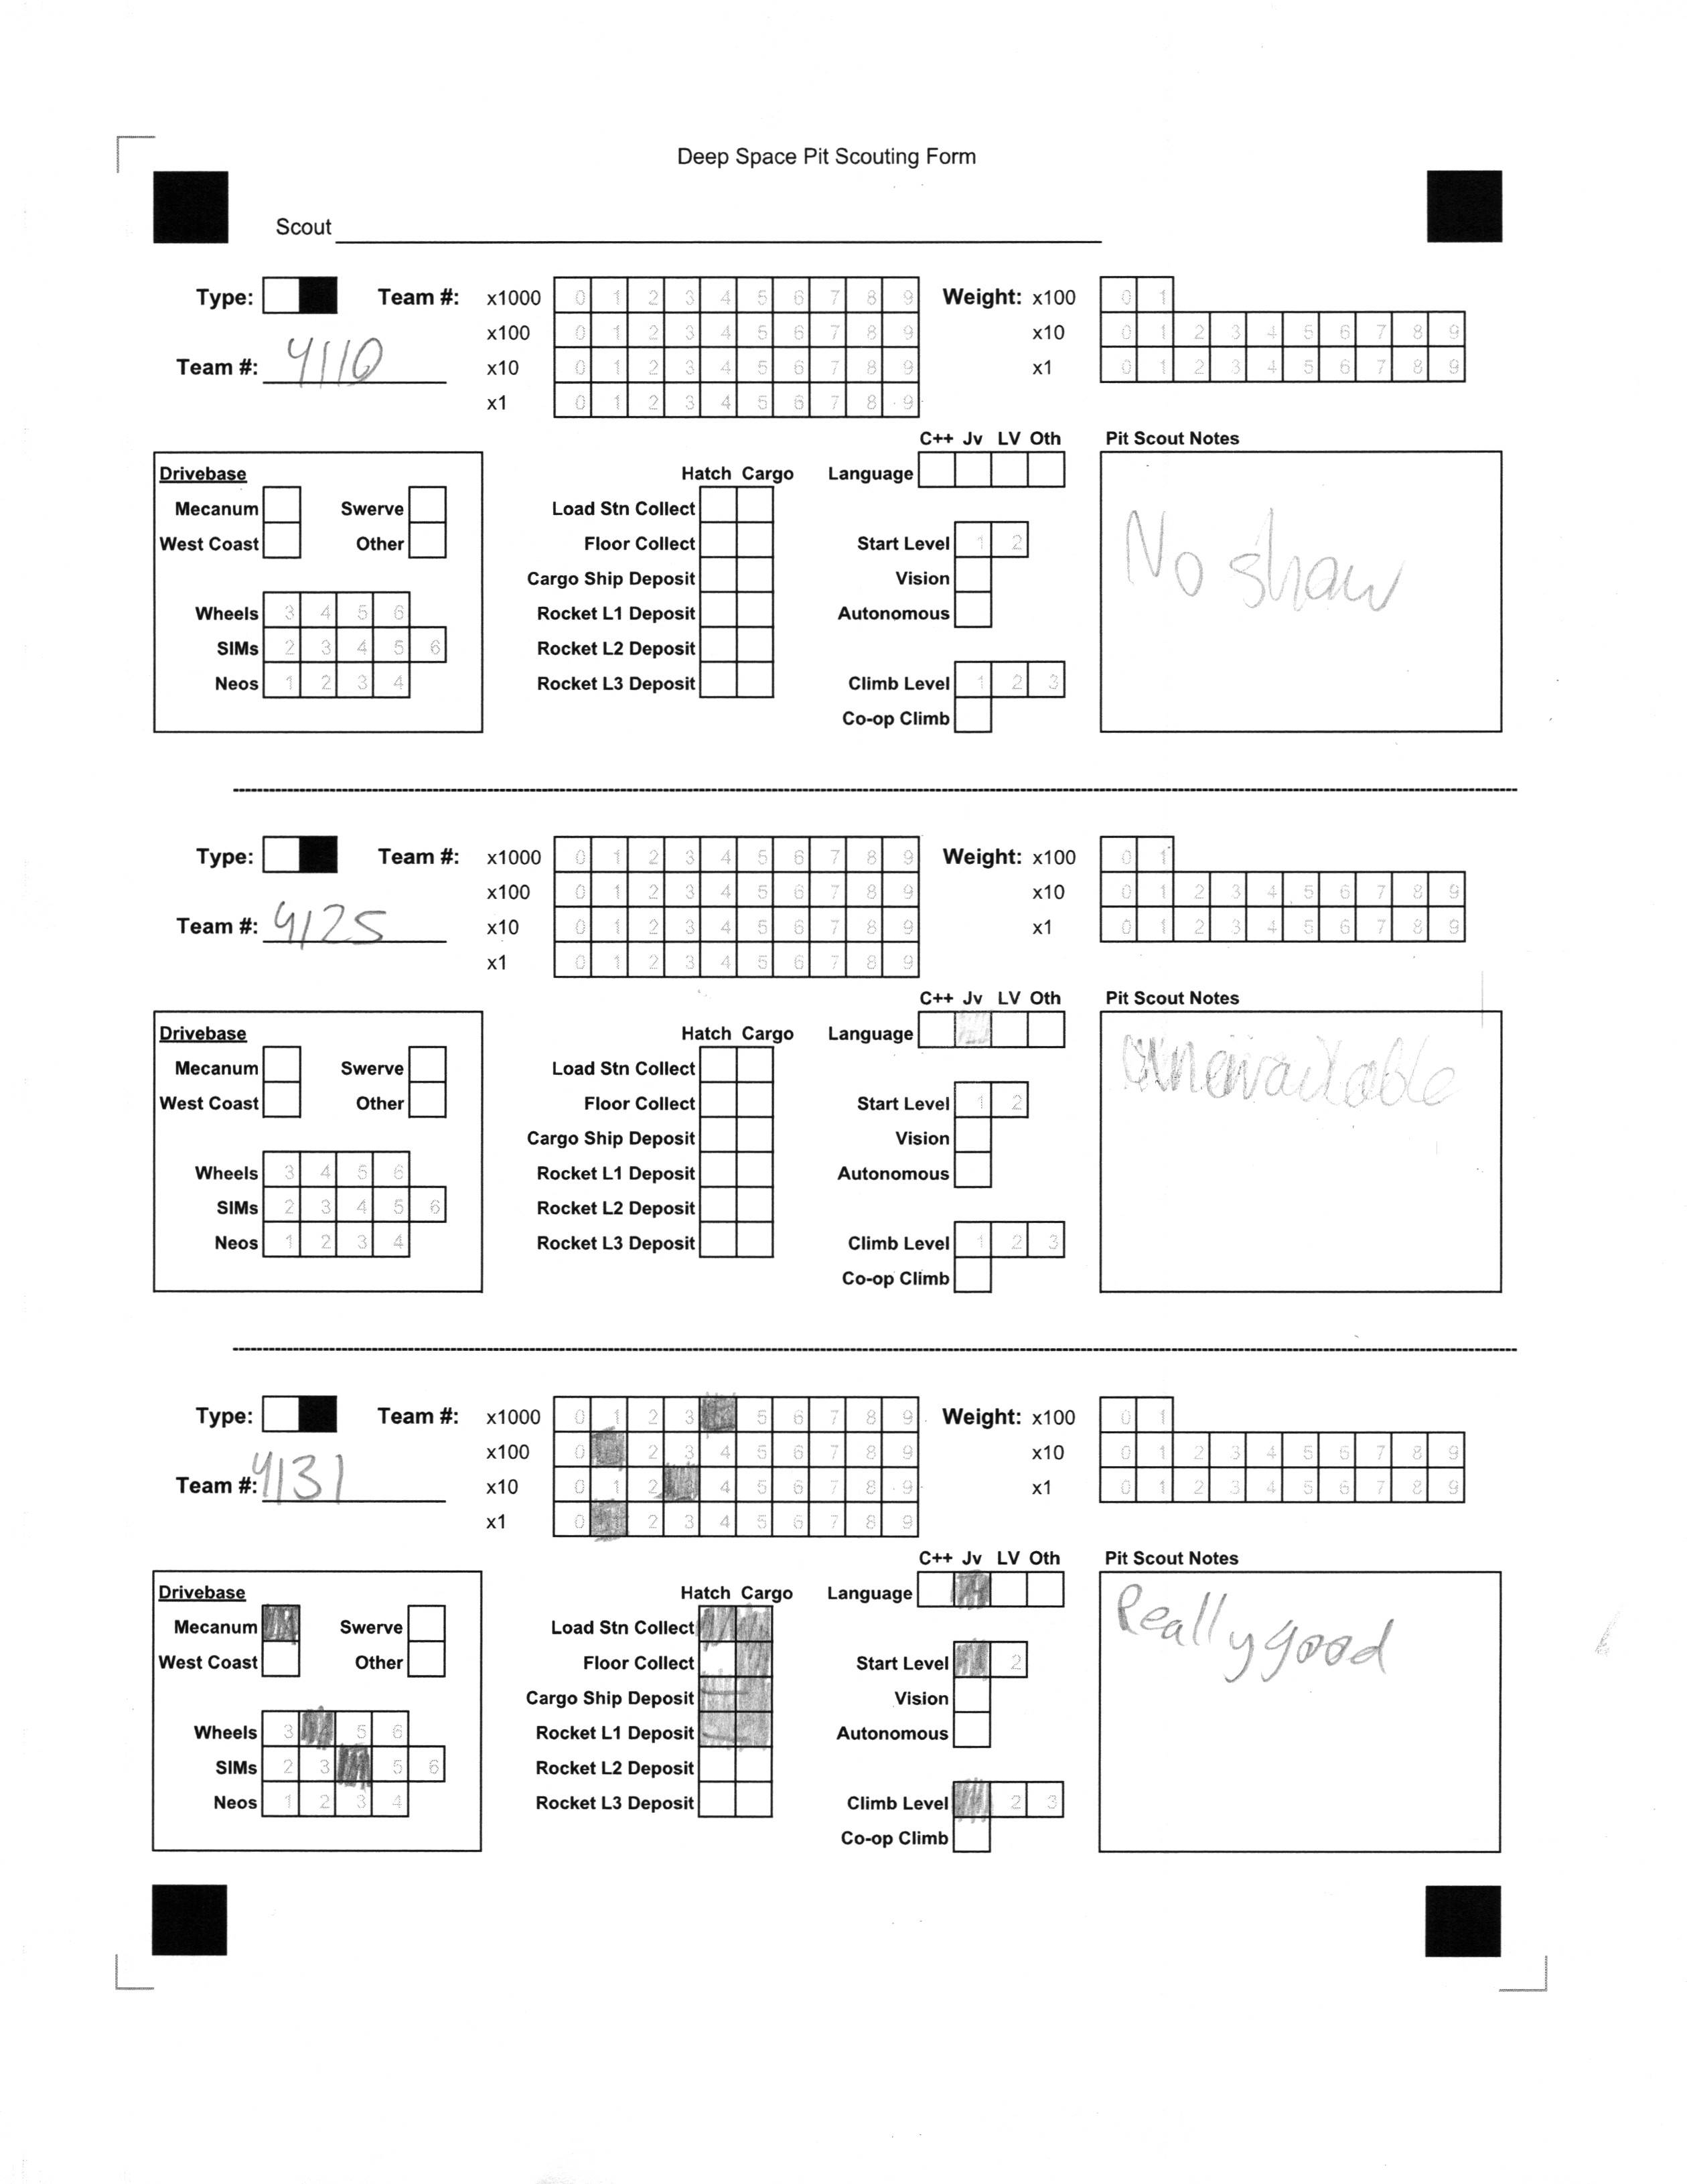 Deep Space Pit Scouting Form
Scout
Type: Team #: x1000 0 1 2 3 4 5 6 7 8 9 Weight: x100 0 1
x100 0 1 2 3 4 5 6 7 8 9 x10 0 1 2 3 4 5 6 7 8 9
Team #: 4110 x10 0 1 2 3 4 5 6 7 8 9 x1 0 1 2 3 4 5 6 7 8 9
x1 0 1 2 3 4 5 6 7 8 9
C++ Jv LV Oth Pit Scout Notes
Drivebase Hatch Cargo Language
Mecanum Swerve Load Stn Collect
West Coast Other Floor Collect Start Level 1 2 No show
Cargo Ship Deposit Vision
Wheels 3 4 5 6 Rocket L1 Deposit Autonomous
SIMs 2 3 4 5 6 Rocket L2 Deposit
Neos 1 2 3 4 Rocket L3 Deposit Climb Level 1 2 3
Co-op Climb
Type: Team #: x1000 0 1 2 3 4 5 6 7 8 9 Weight: x100 0 1
x100 0 1 2 3 4 5 6 7 8 9 x10 0 1 2 3 4 5 6 7 8 9
Team #: 4125 x10 0 1 2 3 4 5 6 7 8 9 x1 0 1 2 3 4 5 6 7 8 9
x1 0 1 2 3 4 5 6 7 8 9
C++ Jv LV Oth Pit Scout Notes
Drivebase Hatch Cargo Language
Mecanum Swerve Load Stn Collect
West Coast Other Floor Collect Start Level 1 2
Cargo Ship Deposit Vision
Wheels 3 4 5 6 Rocket L1 Deposit Autonomous
SIMs 2 3 4 5 6 Rocket L2 Deposit
Neos 1 2 3 4 Rocket L3 Deposit Climb Level 1 2 3
Co-op Climb
Type: Team #: x1000 0 1 2 3 5 6 7 8 9 Weight: x100 0 1
x100 0 2 3 4 5 6 7 8 9 x10 0 1 2 3 4 5 6 7 8 9
Team #: 4131 x10 0 1 2 4 5 6 7 8 9 x1 0 1 2 3 4 5 6 7 8 9
x1 0 2 3 4 5 6 7 8 9
C++ Jv LV Oth Pit Scout Notes
Drivebase Hatch Cargo Language
Mecanum Swerve Load Stn Collect Really good
West Coast Other Floor Collect Start Level 2
Cargo Ship Deposit Vision
Wheels 3 5 6 Rocket L1 Deposit Autonomous
SIMs 2 3 5 6 Rocket L2 Deposit
Neos 1 2 3 4 Rocket L3 Deposit Climb Level 2 3
Co-op Climb